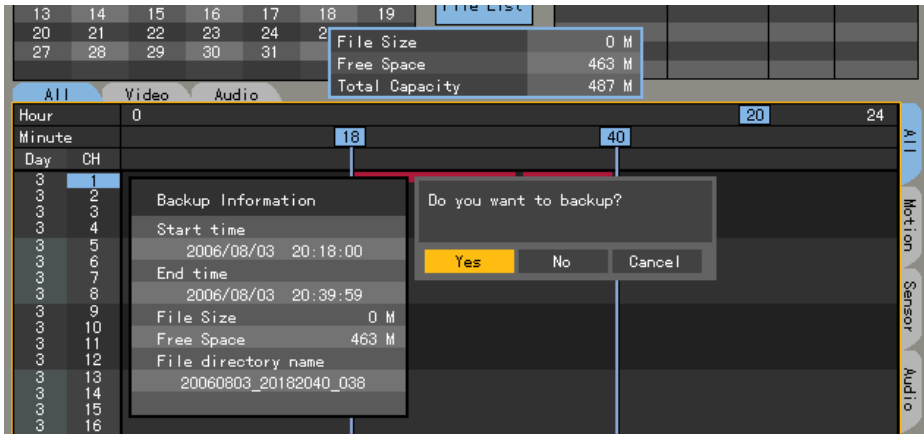 13 14 15 16 17 18 19
File List
20 21 22 23 24
27 28 29 30 31
File Size 0 M
Free Space 463 M
Total Capacity 487 M
All Video Audio
Hour 0 20 24
Minute 18 40
Day CH
3 1
3 2
3 3
3 4
3 5
3 6
3 7
3 8
3 9
3 10
3 11
3 12
3 13
3 14
3 15
3 16
Backup Information
Start time
2006/08/03 20:18:00
End time
2006/08/03 20:39:59
File Size 0 M
Free Space 463 M
File directory name
20060803_20182040_038
Do you want to backup?
Yes No Cancel
All
Motion
Sensor
Audio